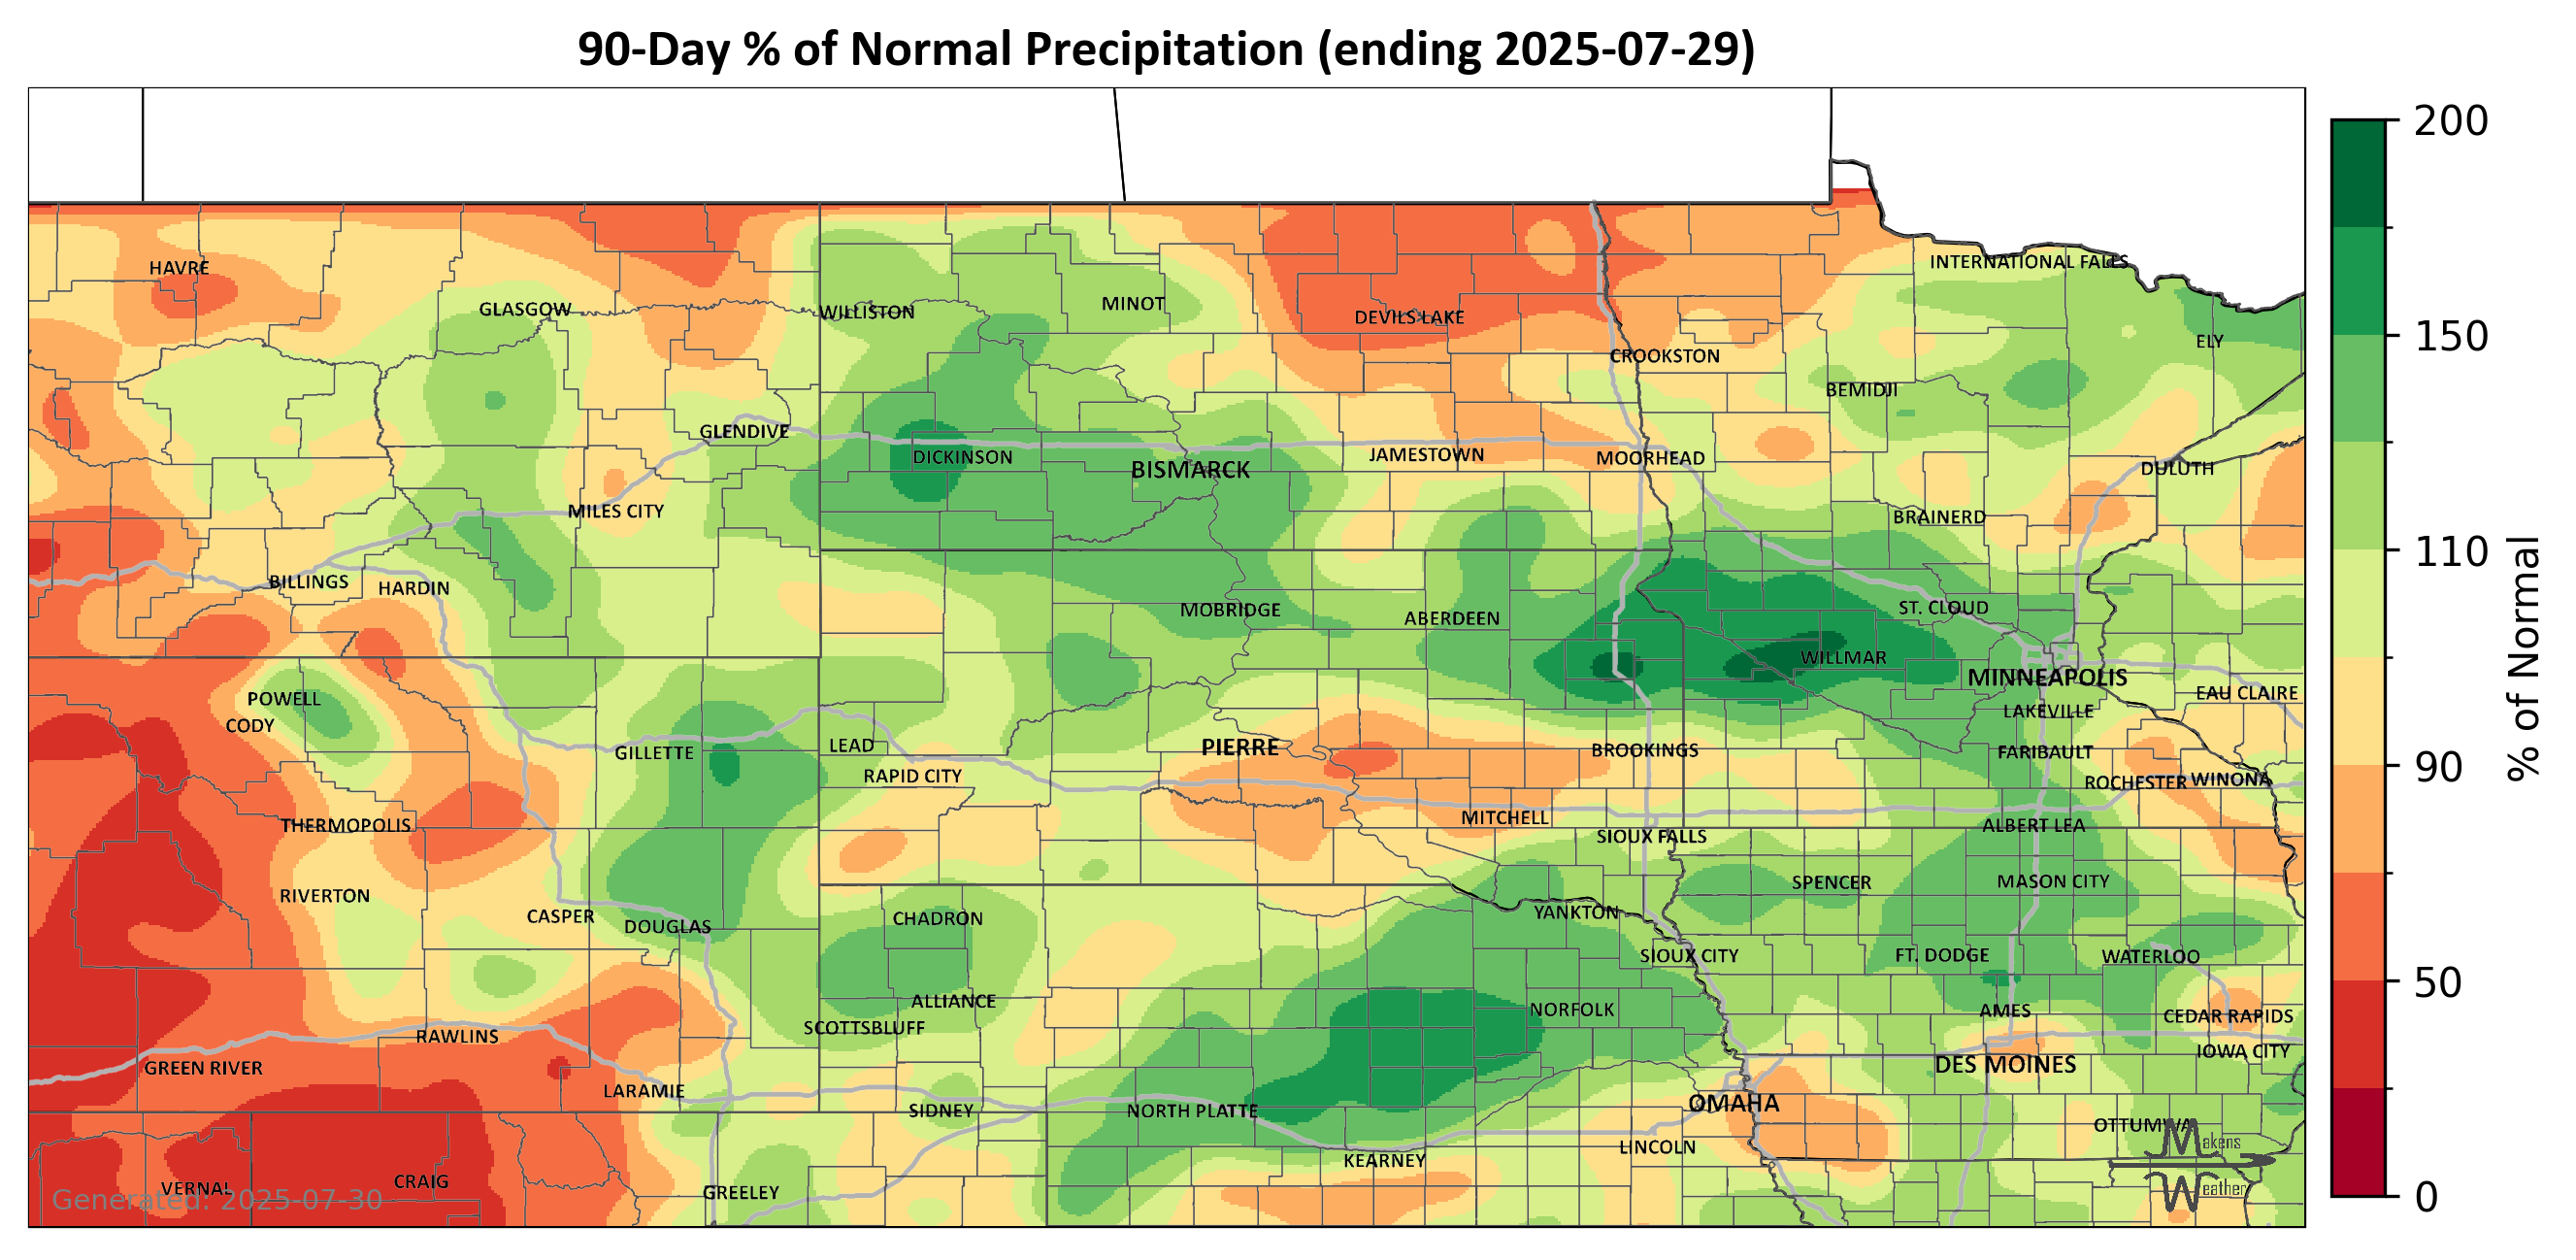 90-Day % of Normal Precipitation (ending 2025-07-29)
200
150
110
90
50
0
% of Normal
INTERNATIONAL FALLS
HAVRE
GLASGOW
WILLISTON
MINOT
DEVILS LAKE
ELY
CROOKSTON
BEMIDJI
GLENDIVE
DICKINSON
BISMARCK
JAMESTOWN
MOORHEAD
DULUTH
MILES CITY
BRAINERD
BILLINGS
HARDIN
MOBRIDGE
ABERDEEN
ST. CLOUD
WILLMAR
MINNEAPOLIS
EAU CLAIRE
POWELL
CODY
LAKEVILLE
GILLETTE
LEAD
PIERRE
BROOKINGS
FARIBAULT
RAPID CITY
ROCHESTER
WINONA
THERMOPOLIS
MITCHELL
SIOUX FALLS
ALBERT LEA
RIVERTON
SPENCER
MASON CITY
CASPER
DOUGLAS
CHADRON
YANKTON
SIOUX CITY
FT. DODGE
WATERLOO
ALLIANCE
NORFOLK
AMES
CEDAR RAPIDS
SCOTTSBLUFF
RAWLINS
IOWA CITY
GREEN RIVER
DES MOINES
LARAMIE
SIDNEY
NORTH PLATTE
OMAHA
OTTUMWA
LINCOLN
KEARNEY
VERNAL
CRAIG
GREELEY
Generated: 2025-07-30
Makens
Weather